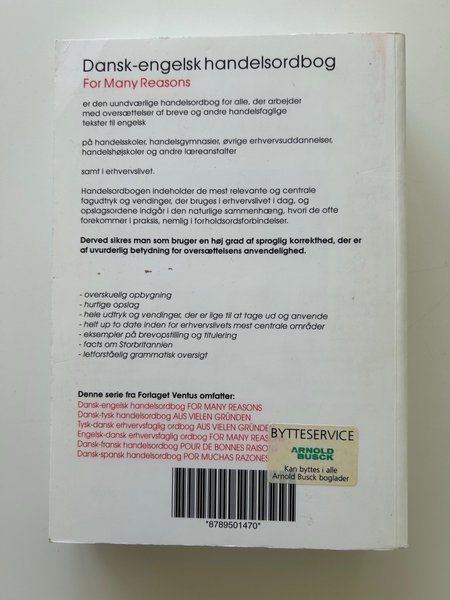 Dansk-engelsk handelsordbog
For Many Reasons
er den uundværlige handelsordbog for alle, der arbejder
med oversættelser af breve og andre handelsfaglige
tekster til engelsk
på handelsskoler, handelsgymnasier, øvrige erhvervsuddannelser,
handelshøjskoler og andre læreanstalter
samt i erhvervslivet.
Handelsordbogen indeholder de mest relevante og centrale
fagudtryk og vendinger, der bruges i erhvervslivet i dag, og
opslagsordene indgår i den naturlige sammenhæng, hvori de ofte
forekommer i praksis, nemlig i forholdsordsforbindelser.
Derved sikres man som bruger en høj grad af sproglig korrekthed, der er
af uvurderlig betydning for oversættelsens anvendelighed.
- overskuelig opbygning
- hurtige opslag
- hele udtryk og vendinger, der er lige til at tage ud og anvende
- helt up to date inden for erhvervslivets mest centrale områder
- eksempler på brevopstilling og titulering
- facts om Storbritannien
- letforståelig grammatisk oversigt
Denne serie fra Forlaget Ventus omfatter:
Dansk-engelsk handelsordbog FOR MANY REASONS
Dansk-tysk handelsordbog AUS VIELEN GRÜNDEN
Tysk-dansk erhvervsfaglig ordbog AUS VIELEN GRÜNDE
Engelsk-dansk erhvervsfaglig ordbog FOR MANY REAS
Dansk-fransk handelsordbog POUR DE BONNES RAISO
Dansk-spansk handelsordbog POR MUCHAS RAZONES
BYTTESERVICE
ARNOLD
BUSCK
Kan byttes i alle
Arnold Busck boglader
*8789501470*